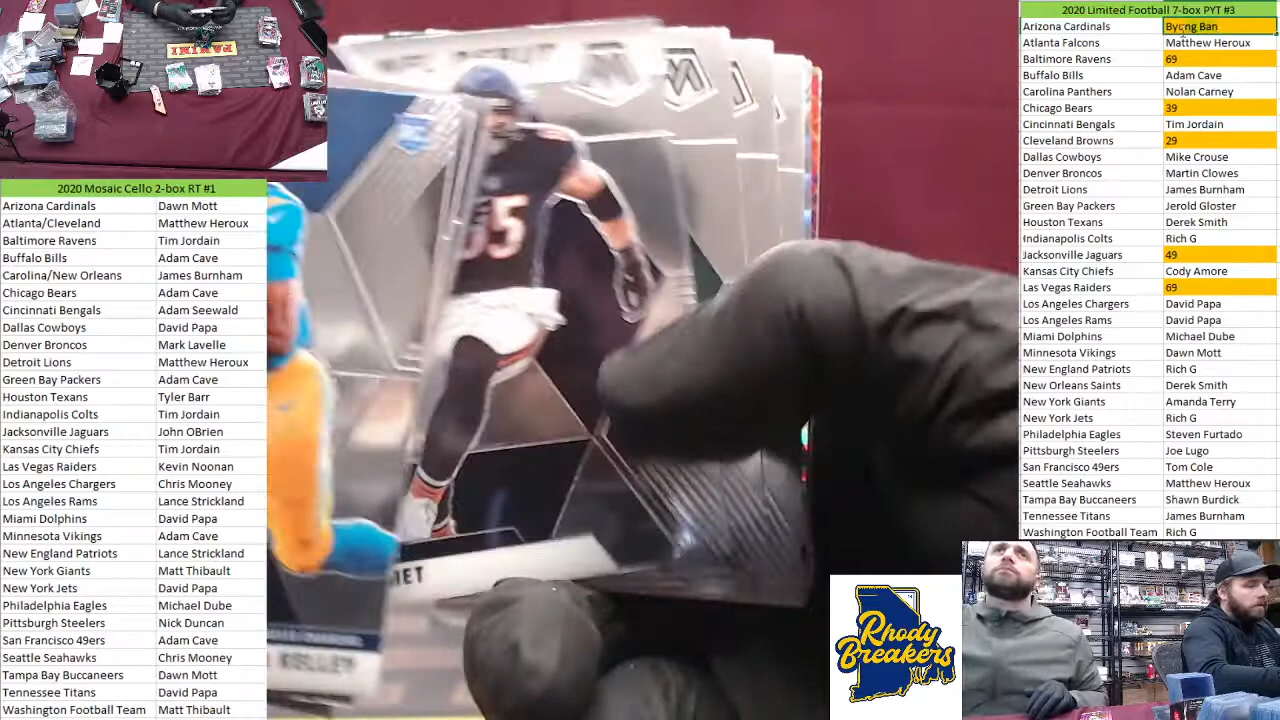 PANINI
2020 Mosaic Cello 2-box RT #1
Arizona Cardinals Dawn Mott
Atlanta/Cleveland Matthew Heroux
Baltimore Ravens Tim Jordain
Buffalo Bills Adam Cave
Carolina/New Orleans James Burnham
Chicago Bears Adam Cave
Cincinnati Bengals Adam Seewald
Dallas Cowboys David Papa
Denver Broncos Mark Lavelle
Detroit Lions Matthew Heroux
Green Bay Packers Adam Cave
Houston Texans Tyler Barr
Indianapolis Colts Tim Jordain
Jacksonville Jaguars John OBrien
Kansas City Chiefs Tim Jordain
Las Vegas Raiders Kevin Noonan
Los Angeles Chargers Chris Mooney
Los Angeles Rams Lance Strickland
Miami Dolphins David Papa
Minnesota Vikings Adam Cave
New England Patriots Lance Strickland
New York Giants Matt Thibault
New York Jets David Papa
Philadelphia Eagles Michael Dube
Pittsburgh Steelers Nick Duncan
San Francisco 49ers Adam Cave
Seattle Seahawks Chris Mooney
Tampa Bay Buccaneers Dawn Mott
Tennessee Titans David Papa
Washington Football Team Matt Thibault
KELLEY
2020 Limited Football 7-box PYT #3
Arizona Cardinals Bycng Ban
Atlanta Falcons Matthew Heroux
Baltimore Ravens 69
Buffalo Bills Adam Cave
Carolina Panthers Nolan Carney
Chicago Bears 39
Cincinnati Bengals Tim Jordain
Cleveland Browns 29
Dallas Cowboys Mike Crouse
Denver Broncos Martin Clowes
Detroit Lions James Burnham
Green Bay Packers Jerold Gloster
Houston Texans Derek Smith
Indianapolis Colts Rich G
Jacksonville Jaguars 49
Kansas City Chiefs Cody Amore
Las Vegas Raiders 69
Los Angeles Chargers David Papa
Los Angeles Rams David Papa
Miami Dolphins Michael Dube
Minnesota Vikings Dawn Mott
New England Patriots Rich G
New Orleans Saints Derek Smith
New York Giants Amanda Terry
New York Jets Rich G
Philadelphia Eagles Steven Furtado
Pittsburgh Steelers Joe Lugo
San Francisco 49ers Tom Cole
Seattle Seahawks Matthew Heroux
Tampa Bay Buccaneers Shawn Burdick
Tennessee Titans James Burnham
Washington Football Team Rich G
Rhody
Breakers